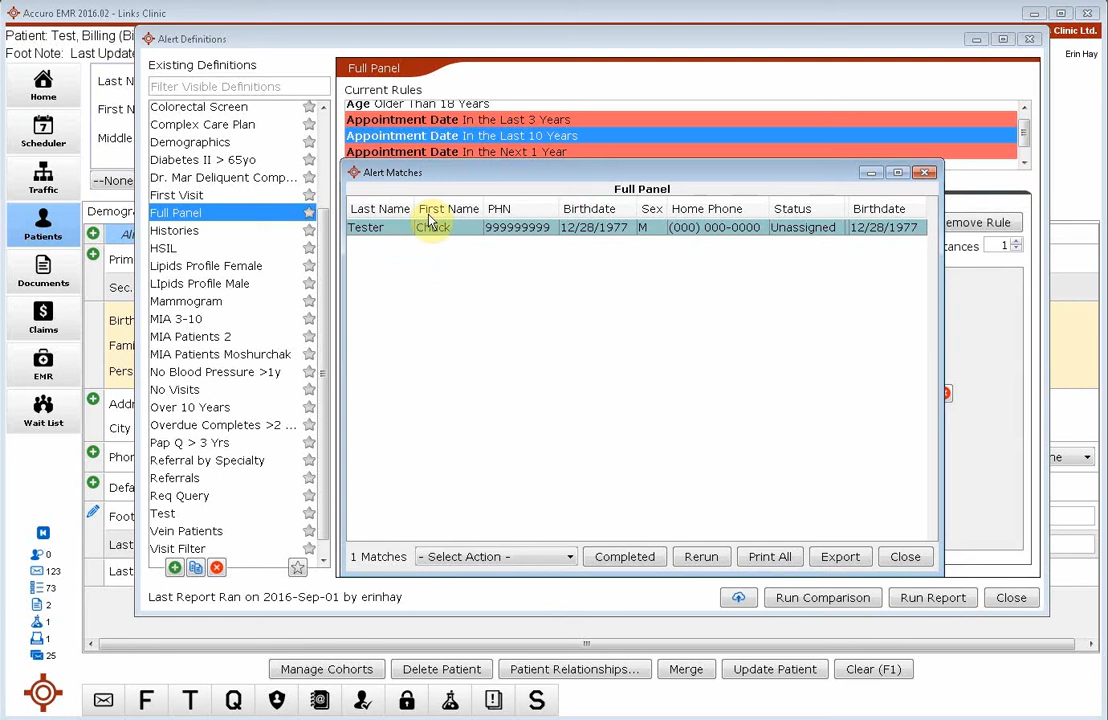 Accuro EMR 2016.02 - Links Clinic
Patient: Test, Billing (Bi
Clinic Ltd.
Foot Note: Last Update
Erin Hay
Home
Scheduler
7
Traffic
Patients
Documents
Claims
EMR
Wait List
0
123
73
2
1
1
25
Last N
First N
Middle
--None
Demogra
Prim
Sec.
Birth
Fami
Pers
Addr
City
Phon
Defa
Foot
Last
Last
Alert Definitions
Existing Definitions
Filter Visible Definitions
Colorectal Screen
Complex Care Plan
Demographics
Diabetes II > 65yo
Dr. Mar Deliquent Comp...
First Visit
Full Panel
Histories
HSIL
Lipids Profile Female
LIpids Profile Male
Mammogram
MIA 3-10
MIA Patients 2
MIA Patients Moshurchak
No Blood Pressure >1y
No Visits
Over 10 Years
Overdue Completes >2 ...
Pap Q > 3 Yrs
Referral by Specialty
Referrals
Req Query
Test
Vein Patients
Visit Filter
Full Panel
Current Rules
Age Older Than 18 Years
Appointment Date In the Last 3 Years
Appointment Date In the Last 10 Years
Appointment Date In the Next 1 Year
emove Rule
tances 1
Alert Matches
Full Panel
Last Name First Name PHN Birthdate Sex Home Phone Status Birthdate
Tester Chuck 999999999 12/28/1977 M (000) 000-0000 Unassigned 12/28/1977
1 Matches - Select Action - Completed Rerun Print All Export Close
ne
Last Report Ran on 2016-Sep-01 by erinhay
Run Comparison Run Report Close
Manage Cohorts Delete Patient Patient Relationships... Merge Update Patient Clear (F1)
F T Q S